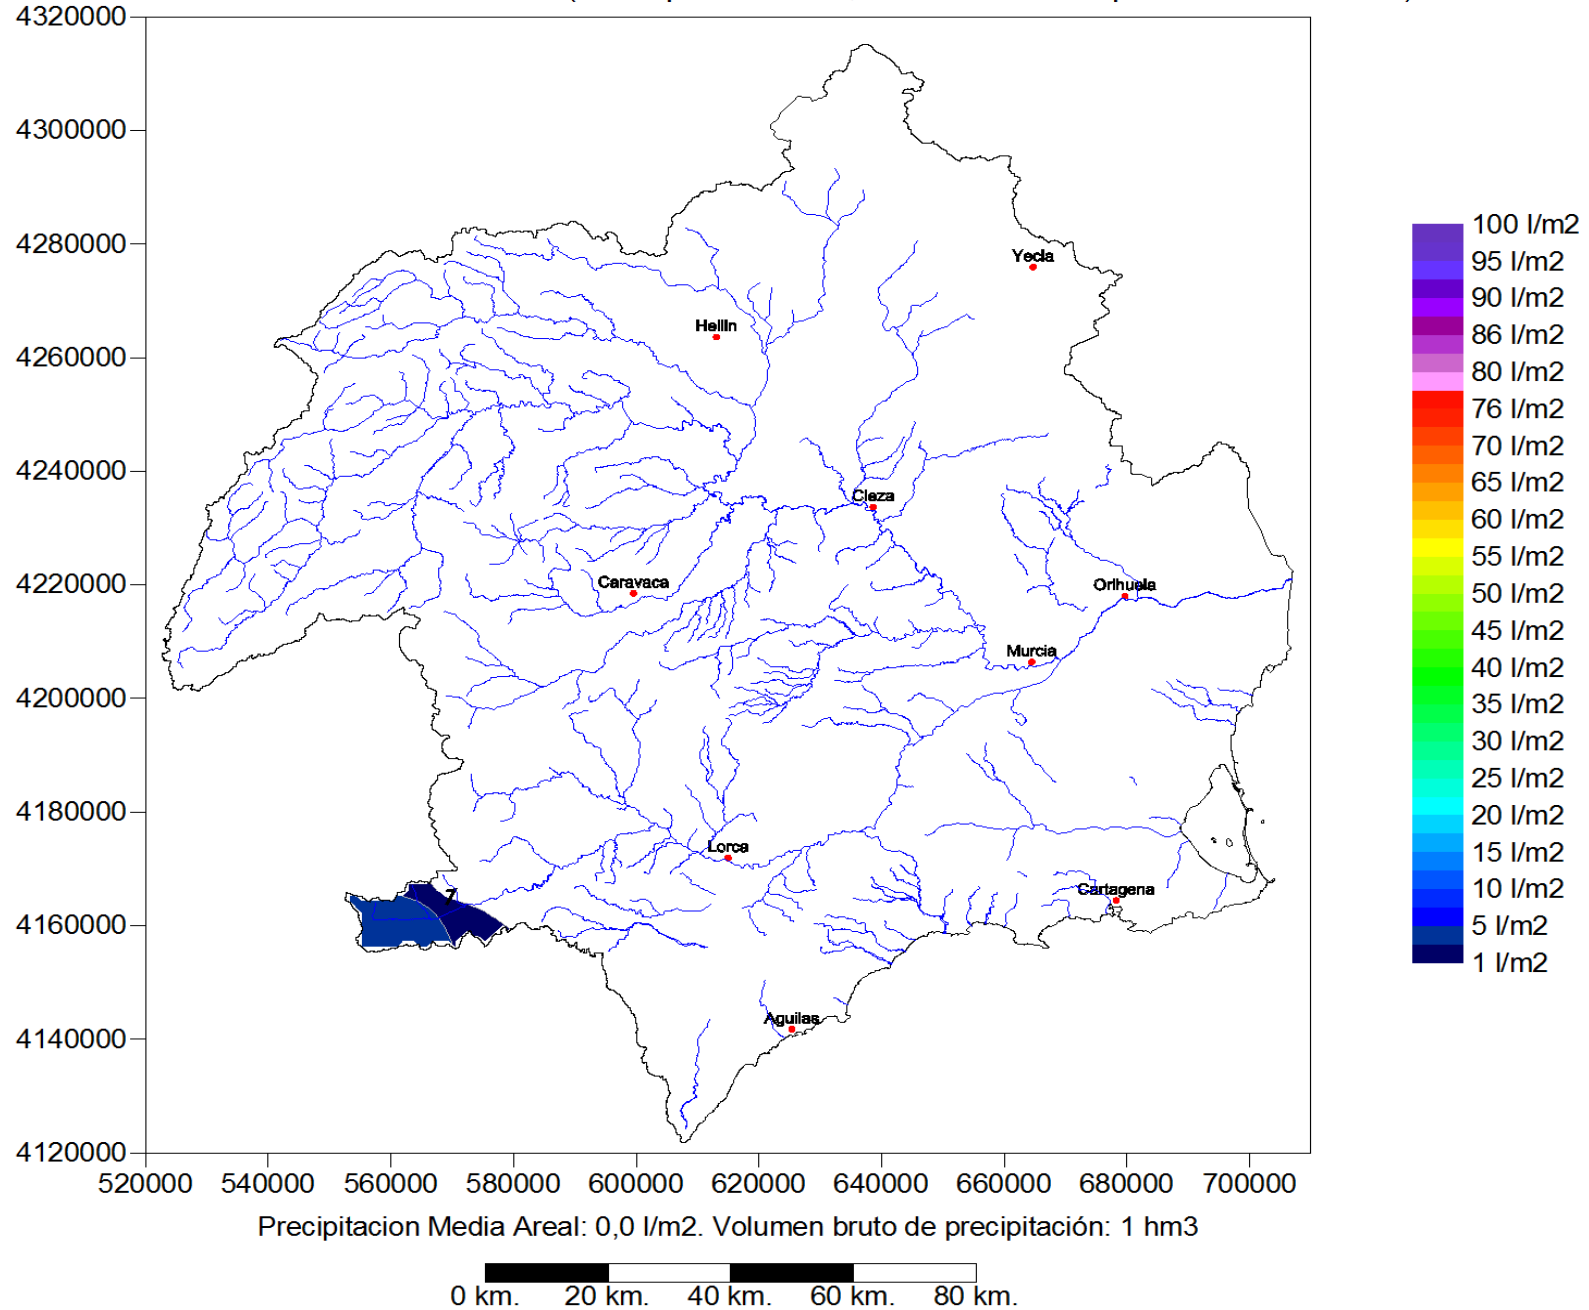 4320000
4300000
4280000
4260000
4240000
4220000
4200000
4180000
4160000
4140000
4120000
520000 540000 560000 580000 600000 620000 640000 660000 680000 700000
Yecla
Hellin
Cieza
Caravaca
Orihuela
Murcia
Lorca
7
Cartagena
Aguilas
100 l/m2
95 l/m2
90 l/m2
86 l/m2
80 l/m2
76 l/m2
70 l/m2
65 l/m2
60 l/m2
55 l/m2
50 l/m2
45 l/m2
40 l/m2
35 l/m2
30 l/m2
25 l/m2
20 l/m2
15 l/m2
10 l/m2
5 l/m2
1 l/m2
Precipitacion Media Areal: 0,0 l/m2. Volumen bruto de precipitación: 1 hm3
0 km. 20 km. 40 km. 60 km. 80 km.